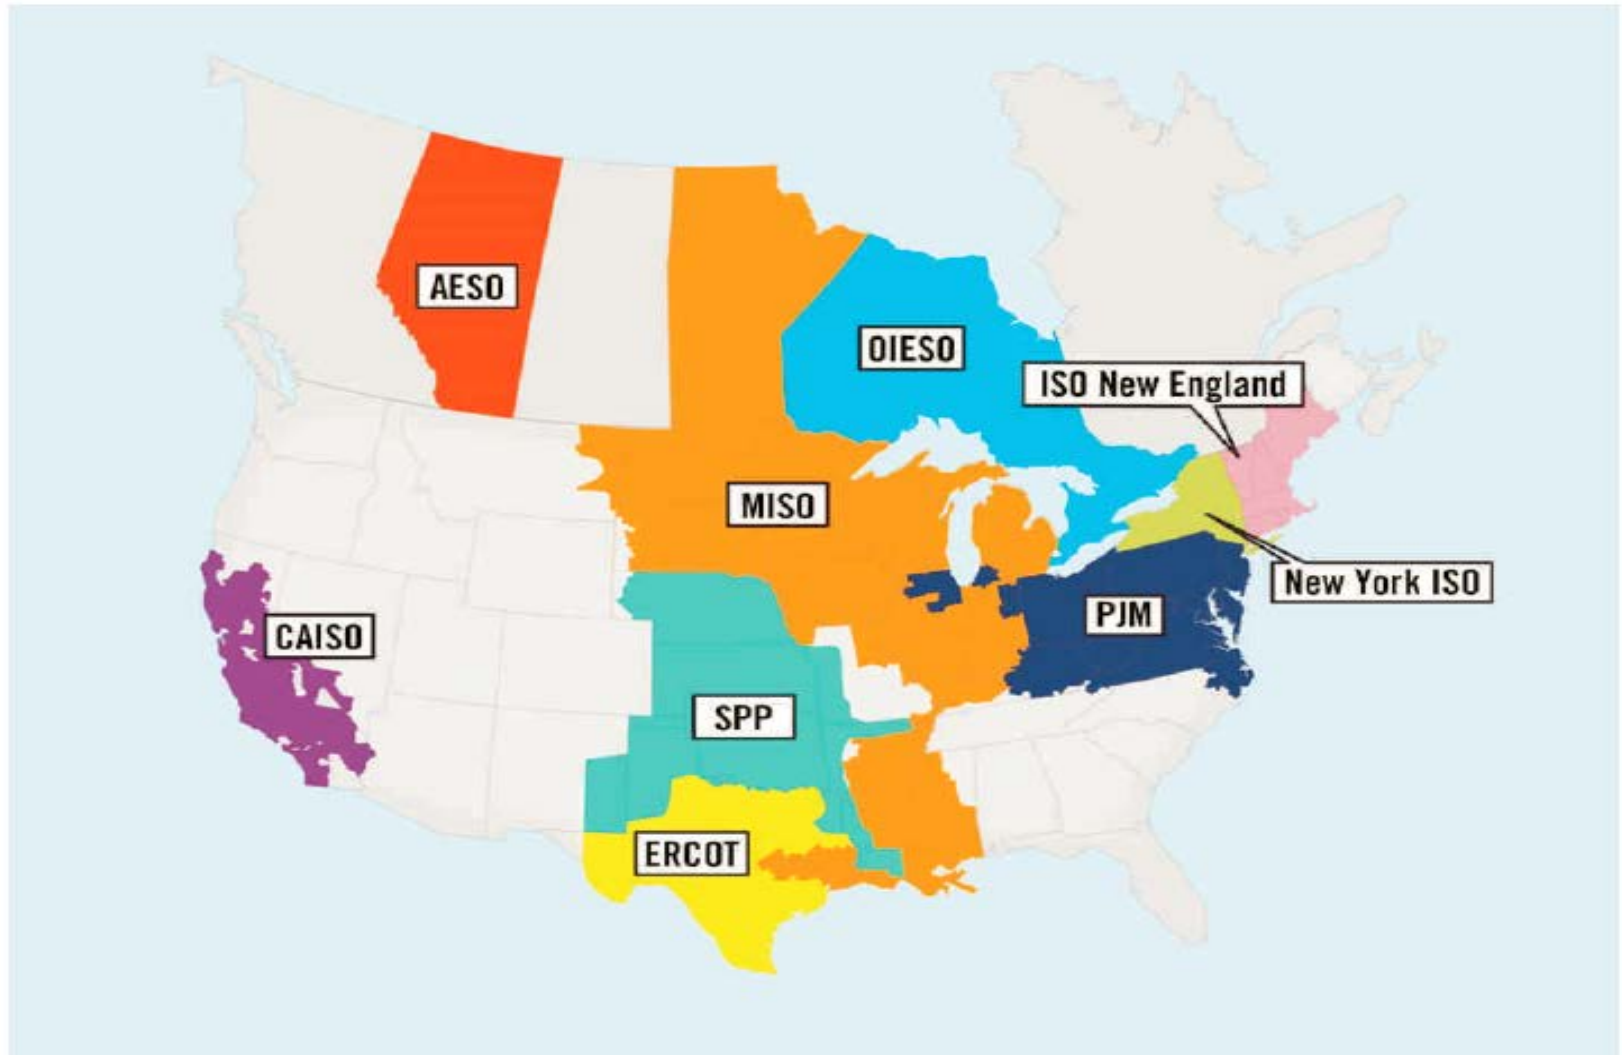 AESO
OIESO
ISO New England
MISO
New York ISO
PJM
CAISO
SPP
ERCOT